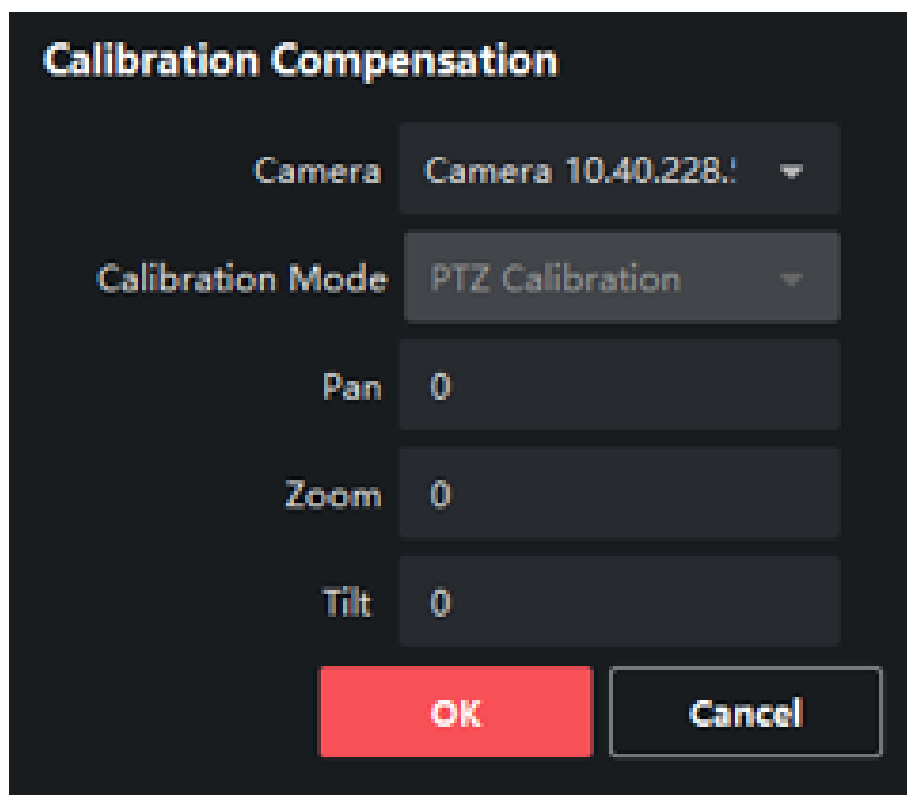 Calibration Compensation
Camera Camera 10.40.228.
Calibration Mode PTZ Calibration
Pan 0
Zoom 0
Tilt 0
OK Cancel